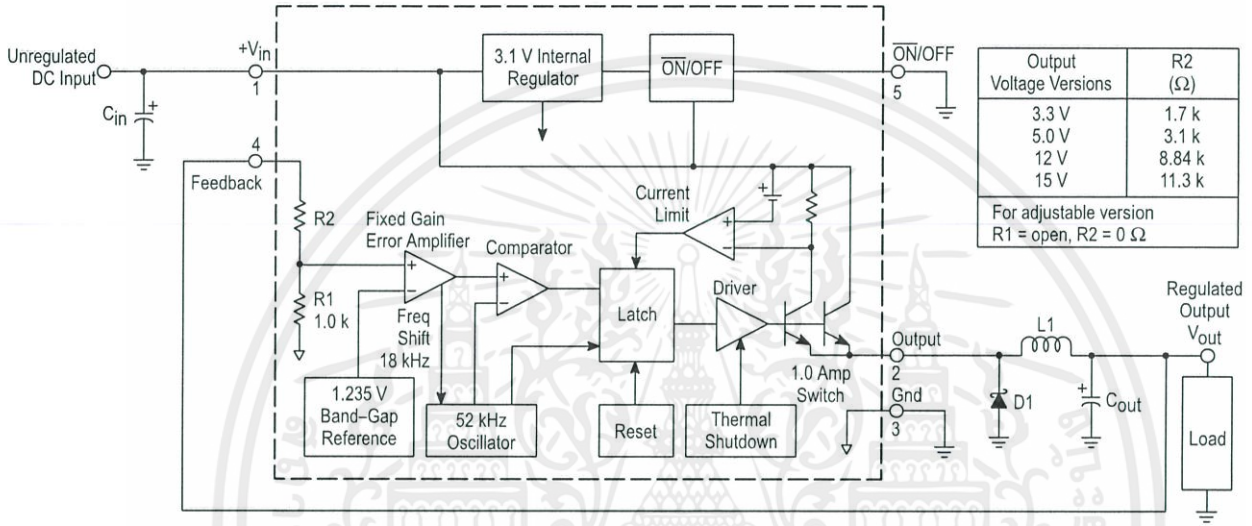 Unregulated
DC Input
Cin
+Vin
1
4
Feedback
R2
R1
1.0 k
Fixed Gain
Error Amplifier
Freq
Shift
18 kHz
1.235 V
Band–Gap
Reference
52 kHz
Oscillator
Comparator
3.1 V Internal
Regulator
ON/OFF
ON/OFF
5
Current
Limit
Latch
Reset
Driver
Thermal
Shutdown
1.0 Amp
Switch
Output
2
Gnd
3
D1
L1
Cout
Regulated
Output
Vout
Load
Output
Voltage Versions
R2
(Ω)
3.3 V 1.7 k
5.0 V 3.1 k
12 V 8.84 k
15 V 11.3 k
For adjustable version
R1 = open, R2 = 0 Ω